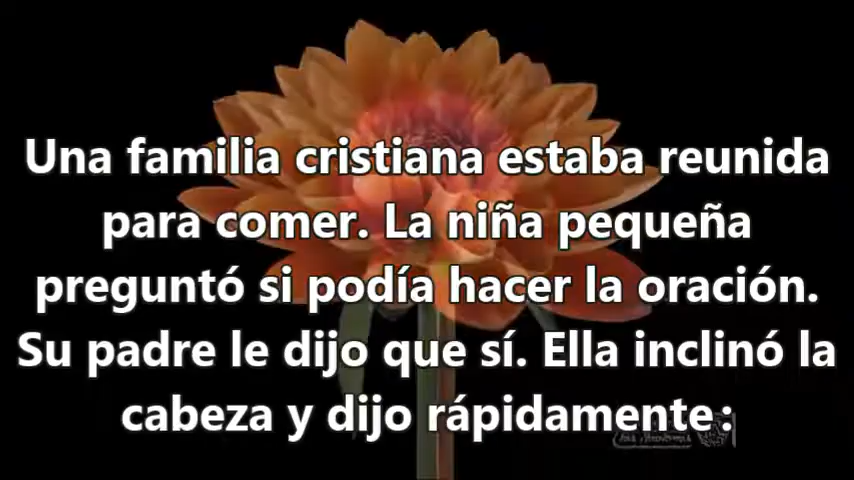 Una familia cristiana estaba reunida
para comer. La niña pequeña
preguntó si podía hacer la oración.
Su padre le dijo que sí. Ella inclinó la
cabeza y dijo rápidamente: